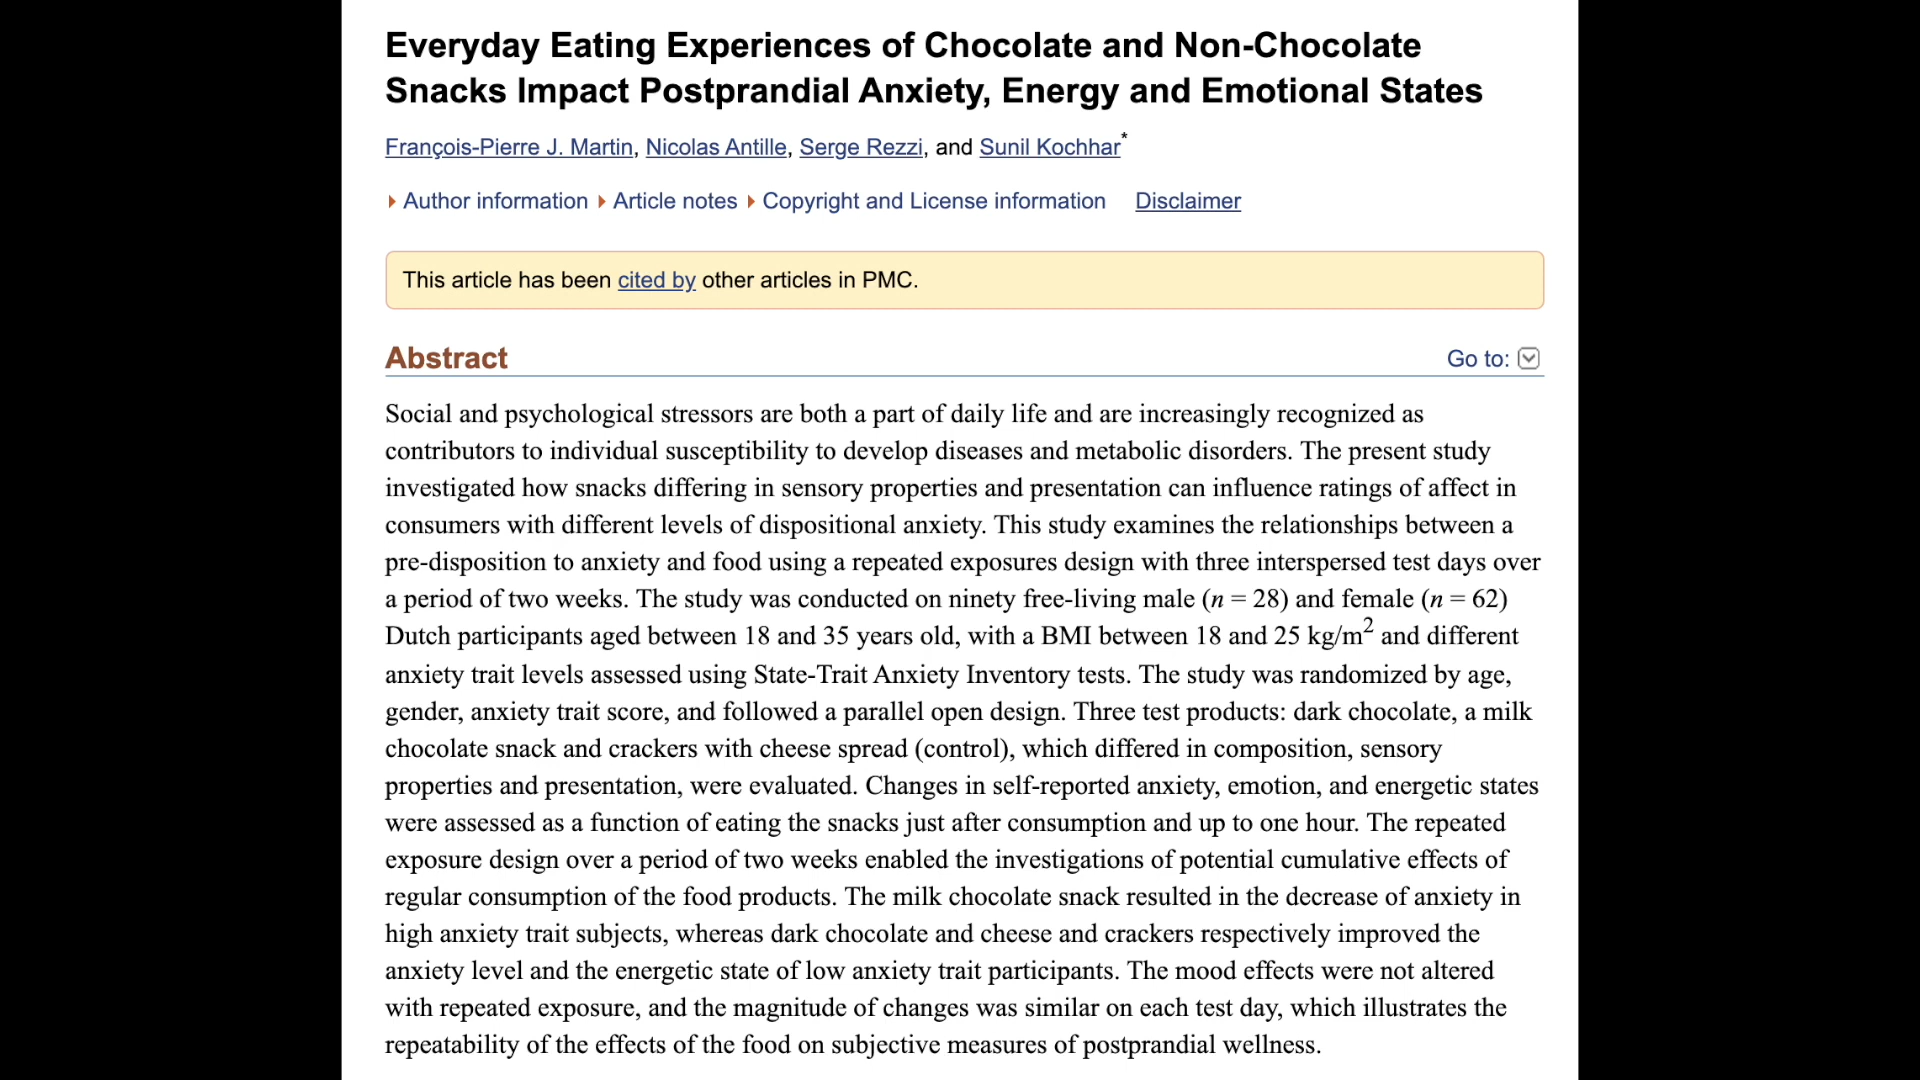 Everyday Eating Experiences of Chocolate and Non-Chocolate
Snacks Impact Postprandial Anxiety, Energy and Emotional States
François-Pierre J. Martin, Nicolas Antille, Serge Rezzi, and Sunil Kochhar*
Author information Article notes Copyright and License information Disclaimer
This article has been cited by other articles in PMC.
Abstract Go to:
Social and psychological stressors are both a part of daily life and are increasingly recognized as
contributors to individual susceptibility to develop diseases and metabolic disorders. The present study
investigated how snacks differing in sensory properties and presentation can influence ratings of affect in
consumers with different levels of dispositional anxiety. This study examines the relationships between a
pre-disposition to anxiety and food using a repeated exposures design with three interspersed test days over
a period of two weeks. The study was conducted on ninety free-living male (n = 28) and female (n = 62)
Dutch participants aged between 18 and 35 years old, with a BMI between 18 and 25 kg/m2 and different
anxiety trait levels assessed using State-Trait Anxiety Inventory tests. The study was randomized by age,
gender, anxiety trait score, and followed a parallel open design. Three test products: dark chocolate, a milk
chocolate snack and crackers with cheese spread (control), which differed in composition, sensory
properties and presentation, were evaluated. Changes in self-reported anxiety, emotion, and energetic states
were assessed as a function of eating the snacks just after consumption and up to one hour. The repeated
exposure design over a period of two weeks enabled the investigations of potential cumulative effects of
regular consumption of the food products. The milk chocolate snack resulted in the decrease of anxiety in
high anxiety trait subjects, whereas dark chocolate and cheese and crackers respectively improved the
anxiety level and the energetic state of low anxiety trait participants. The mood effects were not altered
with repeated exposure, and the magnitude of changes was similar on each test day, which illustrates the
repeatability of the effects of the food on subjective measures of postprandial wellness.